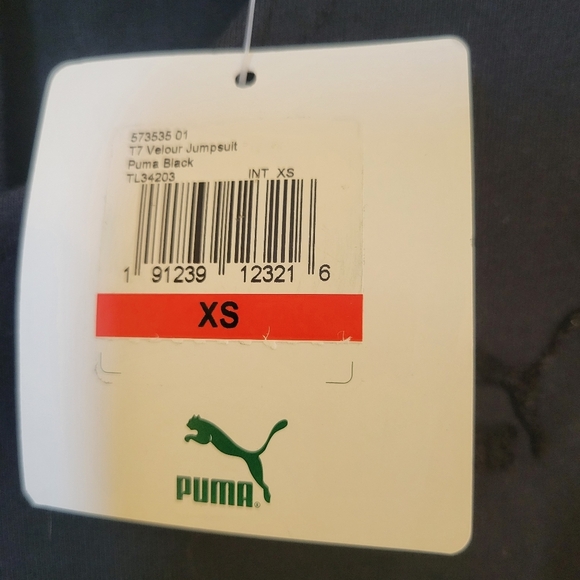 573535 01
T7 Velour Jumpsuit
Puma Black
TL34203 INT XS
1 91239 12321 6
XS
PUMA®